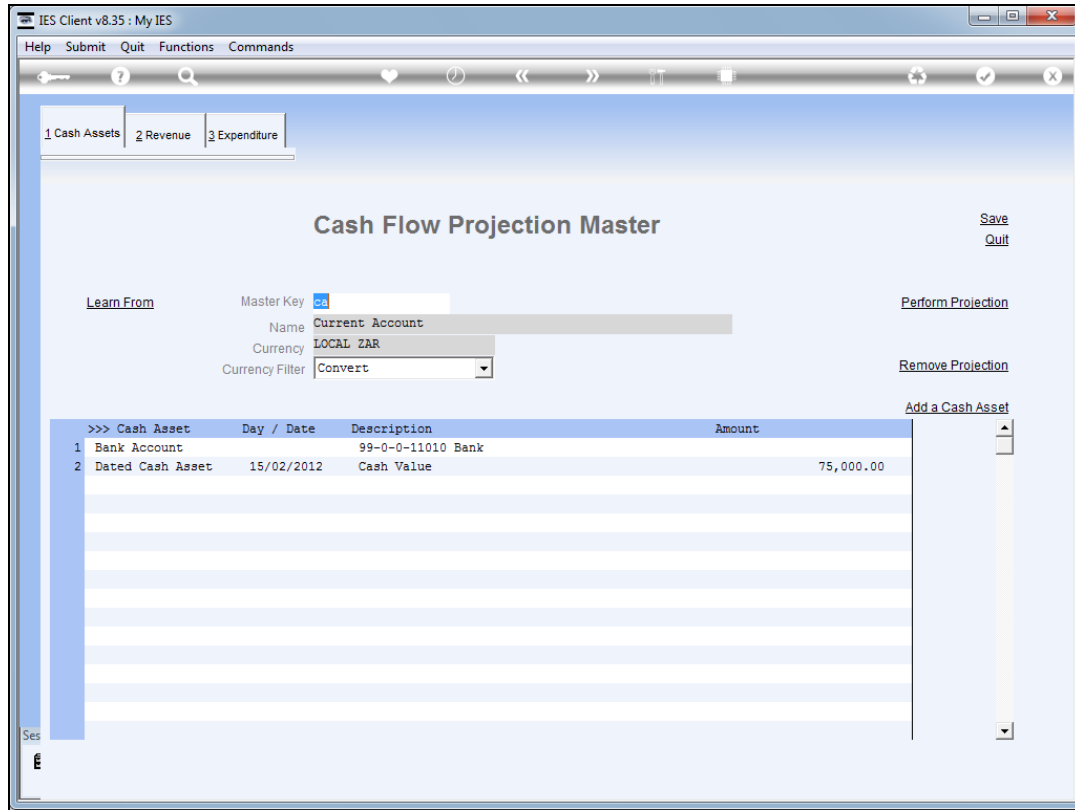 IES Client v8.35 : My IES
Help Submit Quit Functions Commands
1 Cash Assets 2 Revenue 3 Expenditure
Cash Flow Projection Master
Save
Quit
Learn From Master Key ca Perform Projection
Name Current Account
Currency LOCAL ZAR
Currency Filter Convert Remove Projection
Add a Cash Asset
>>> Cash Asset Day / Date Description Amount
1 Bank Account 99-0-0-11010 Bank
2 Dated Cash Asset 15/02/2012 Cash Value 75,000.00
Ses